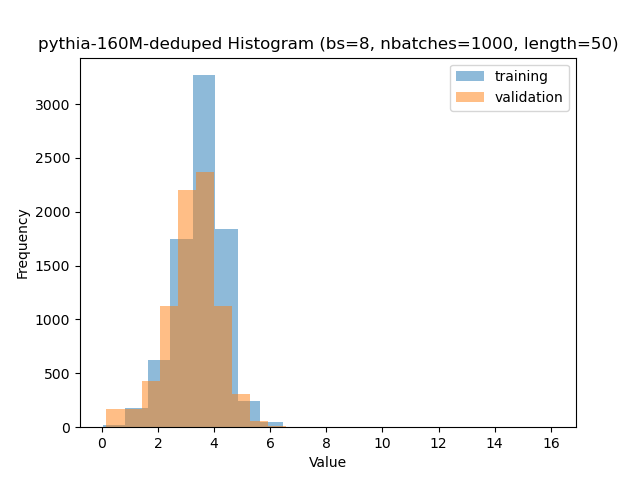 pythia-160M-deduped Histogram (bs=8, nbatches=1000, length=50)
training
validation
Frequency
3000
2500
2000
1500
1000
500
0
0 2 4 6 8 10 12 14 16
Value